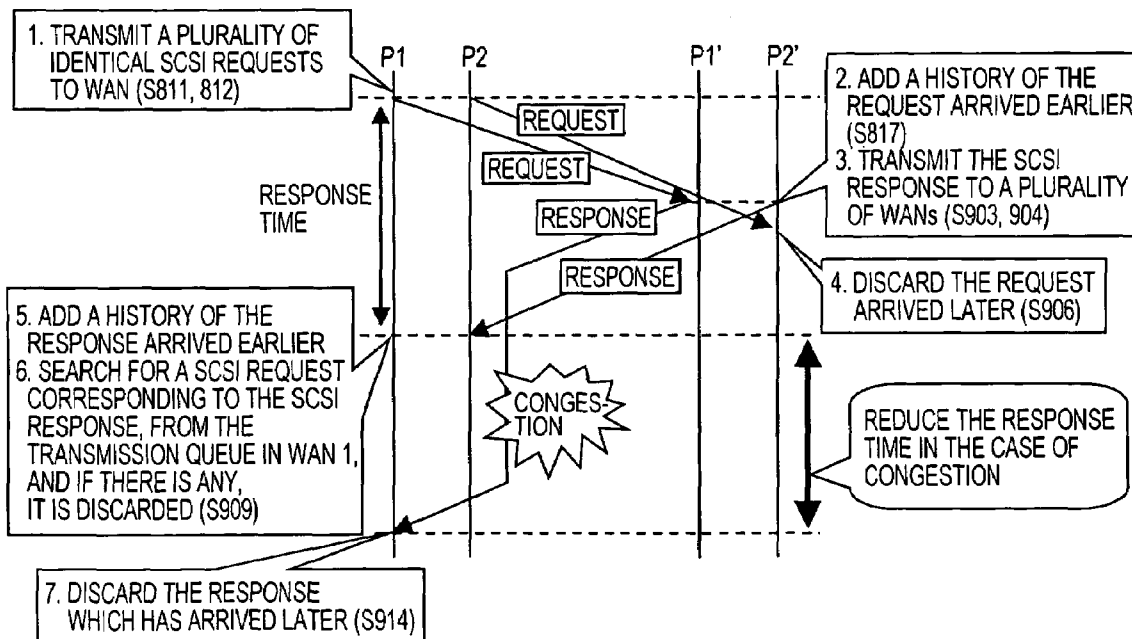 1. TRANSMIT A PLURALITY OF
IDENTICAL SCSI REQUESTS
TO WAN (S811, 812)
P1
P2
P1'
P2'
2. ADD A HISTORY OF THE
REQUEST ARRIVED EARLIER
(S817)
3. TRANSMIT THE SCSI
RESPONSE TO A PLURALITY
OF WANs (S903, 904)
REQUEST
REQUEST
RESPONSE
TIME
RESPONSE
RESPONSE
4. DISCARD THE REQUEST
ARRIVED LATER (S906)
5. ADD A HISTORY OF THE
RESPONSE ARRIVED EARLIER
6. SEARCH FOR A SCSI REQUEST
CORRESPONDING TO THE SCSI
RESPONSE, FROM THE
TRANSMISSION QUEUE IN WAN 1,
AND IF THERE IS ANY,
IT IS DISCARDED (S909)
CONGES-
TION
REDUCE THE RESPONSE
TIME IN THE CASE OF
CONGESTION
7. DISCARD THE RESPONSE
WHICH HAS ARRIVED LATER (S914)